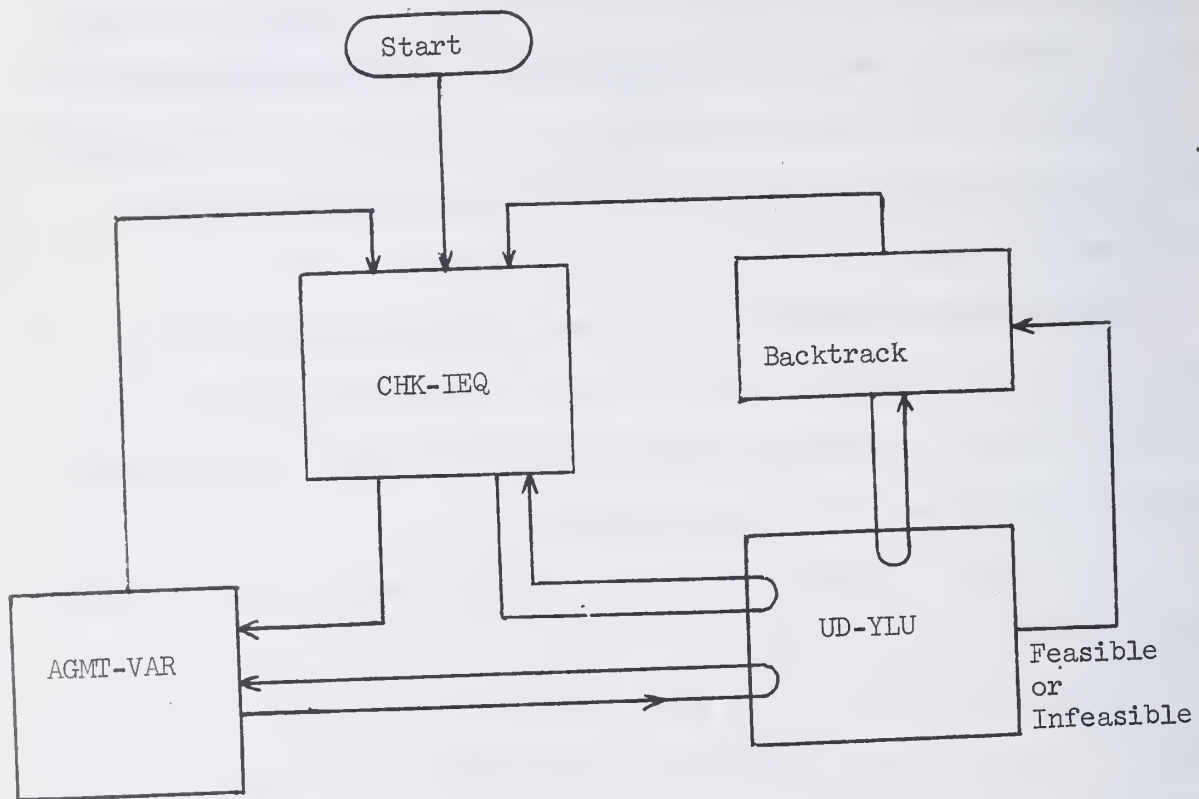 Start
CHK-IEQ
Backtrack
AGMT-VAR
UD-YLU
Feasible
or
Infeasible